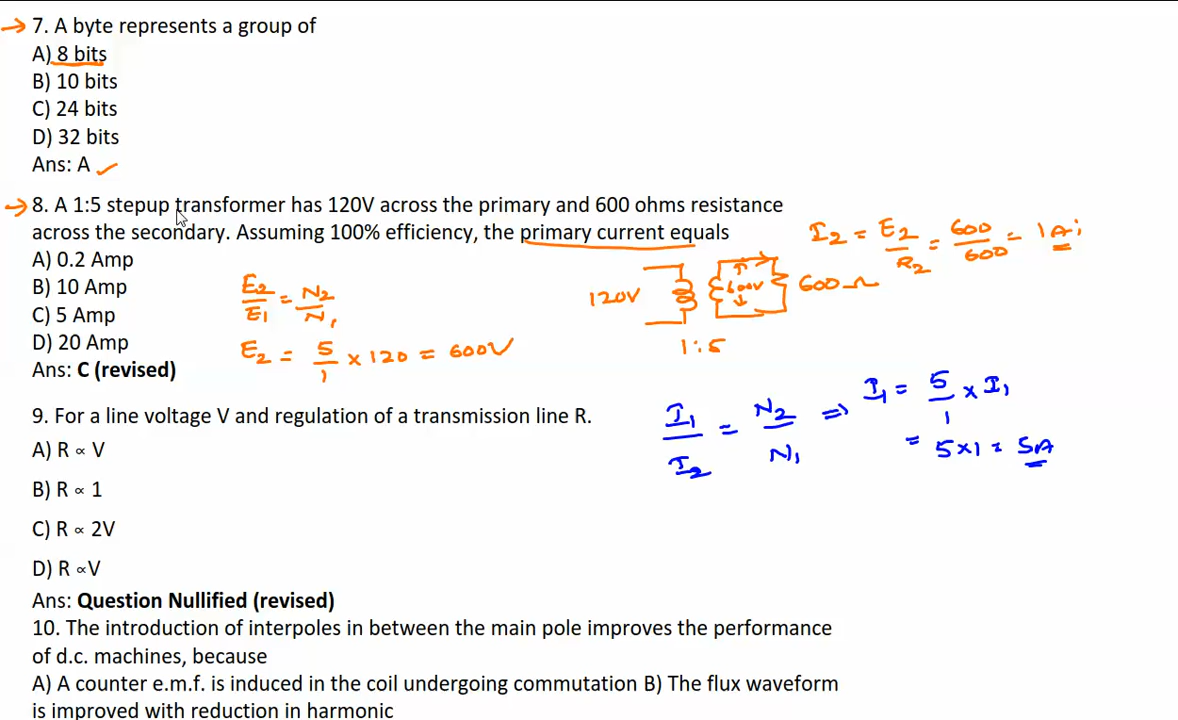 → 7. A byte represents a group of
A) 8 bits
B) 10 bits
C) 24 bits
D) 32 bits
Ans: A ✓
→ 8. A 1:5 stepup transformer has 120V across the primary and 600 ohms resistance
across the secondary. Assuming 100% efficiency, the primary current equals
A) 0.2 Amp
B) 10 Amp
C) 5 Amp
D) 20 Amp
Ans: C (revised)
E2/E1 = N2/N1
E2 = 5/1 × 120 = 600V
I2 = E2/R2 = 600/600 = 1A;
120V 600V 600Ω
1:5
I1/I2 = N2/N1 ⇒ I1 = 5/1 × I1
= 5×1 = 5A
9. For a line voltage V and regulation of a transmission line R.
A) R ∝ V
B) R ∝ 1
C) R ∝ 2V
D) R ∝V
Ans: Question Nullified (revised)
10. The introduction of interpoles in between the main pole improves the performance
of d.c. machines, because
A) A counter e.m.f. is induced in the coil undergoing commutation B) The flux waveform
is improved with reduction in harmonic